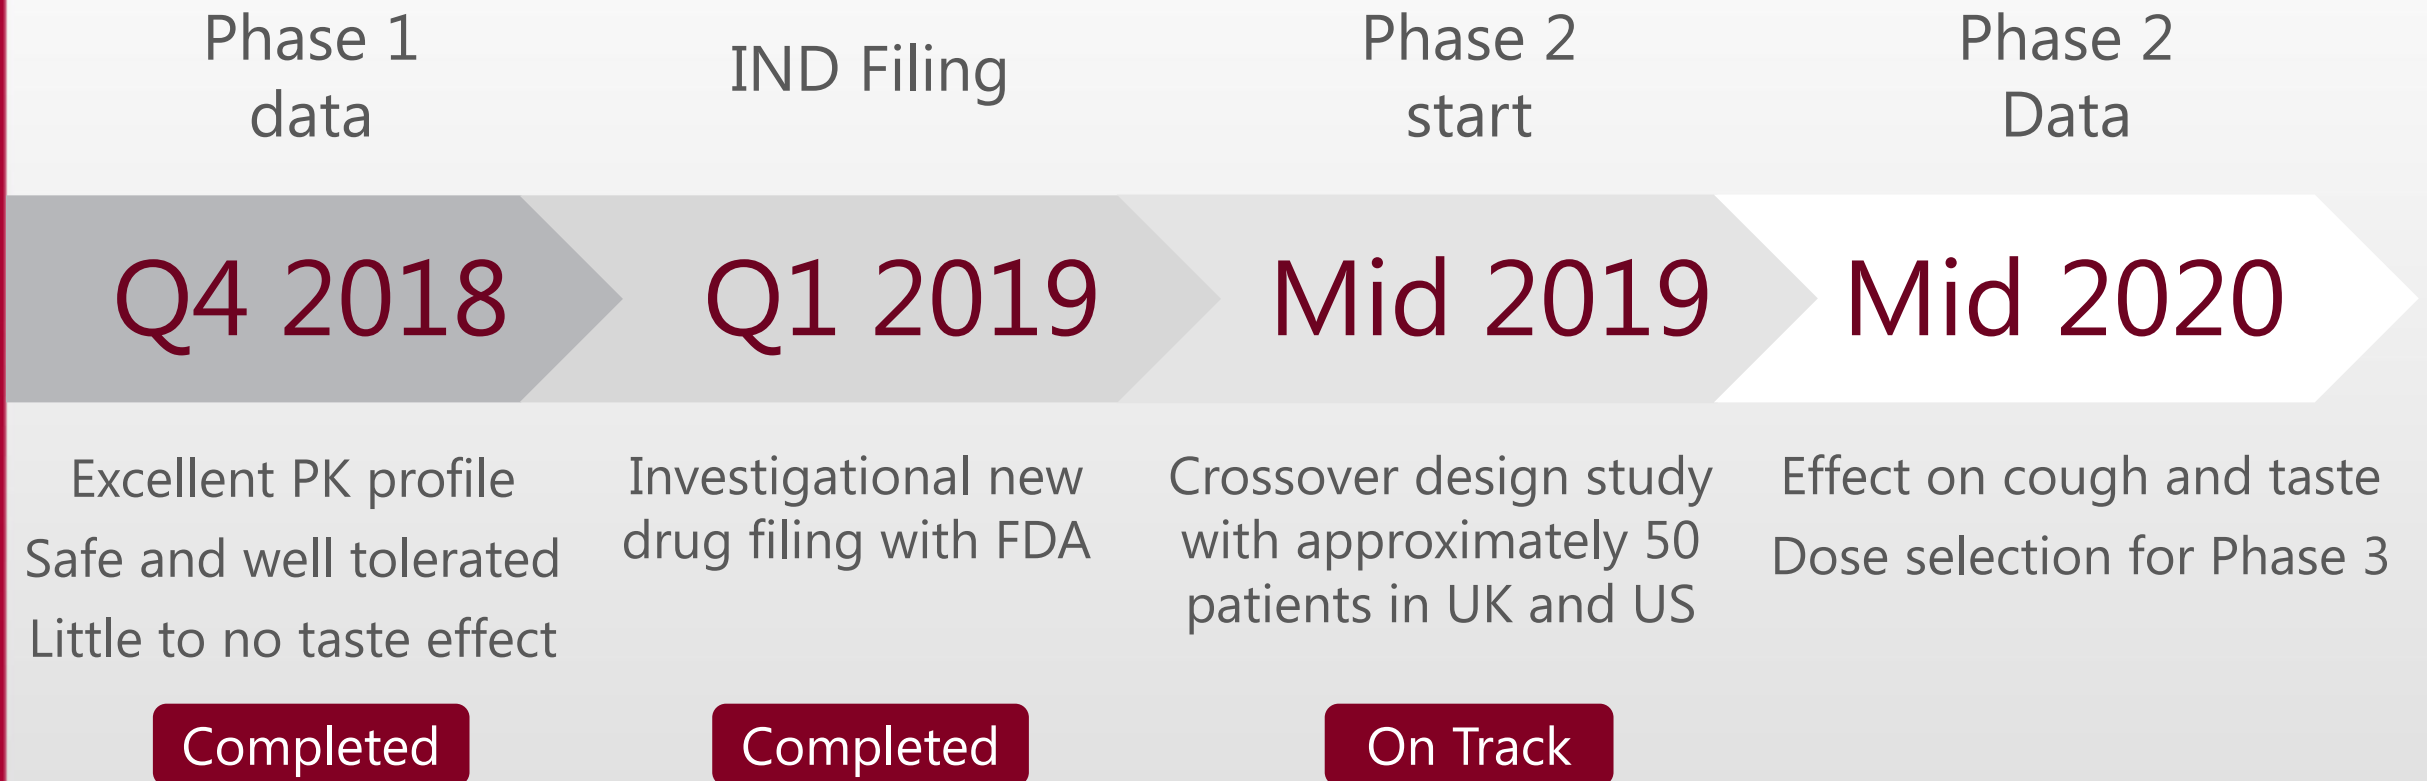 Phase 1
data
IND Filing
Phase 2
start
Phase 2
Data
Q4 2018
Q1 2019
Mid 2019
Mid 2020
Excellent PK profile
Safe and well tolerated
Little to no taste effect
Investigational new
drug filing with FDA
Crossover design study
with approximately 50
patients in UK and US
Effect on cough and taste
Dose selection for Phase 3
Completed
Completed
On Track